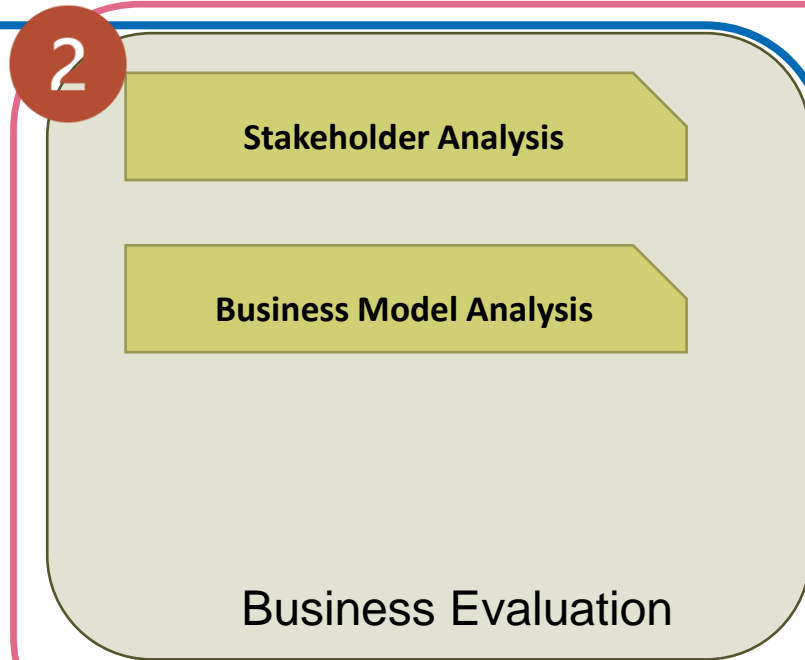 2
Stakeholder Analysis
Business Model Analysis
Business Evaluation